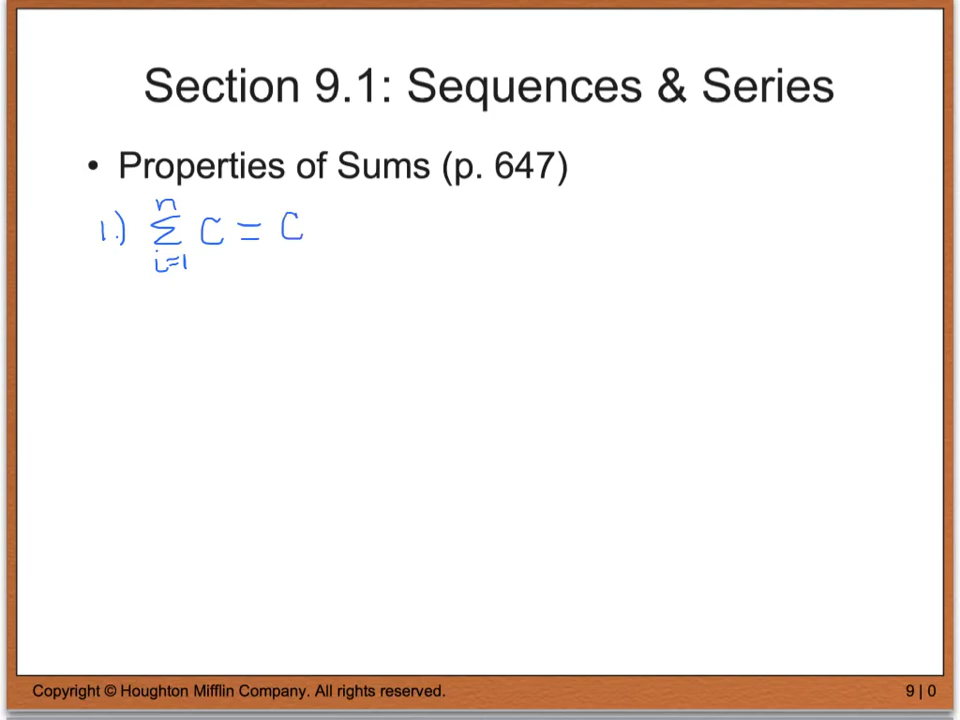 Section 9.1: Sequences & Series
• Properties of Sums (p. 647)
1.) ∑_{i=1}^{n} C = C
Copyright © Houghton Mifflin Company. All rights reserved. 9 | 0